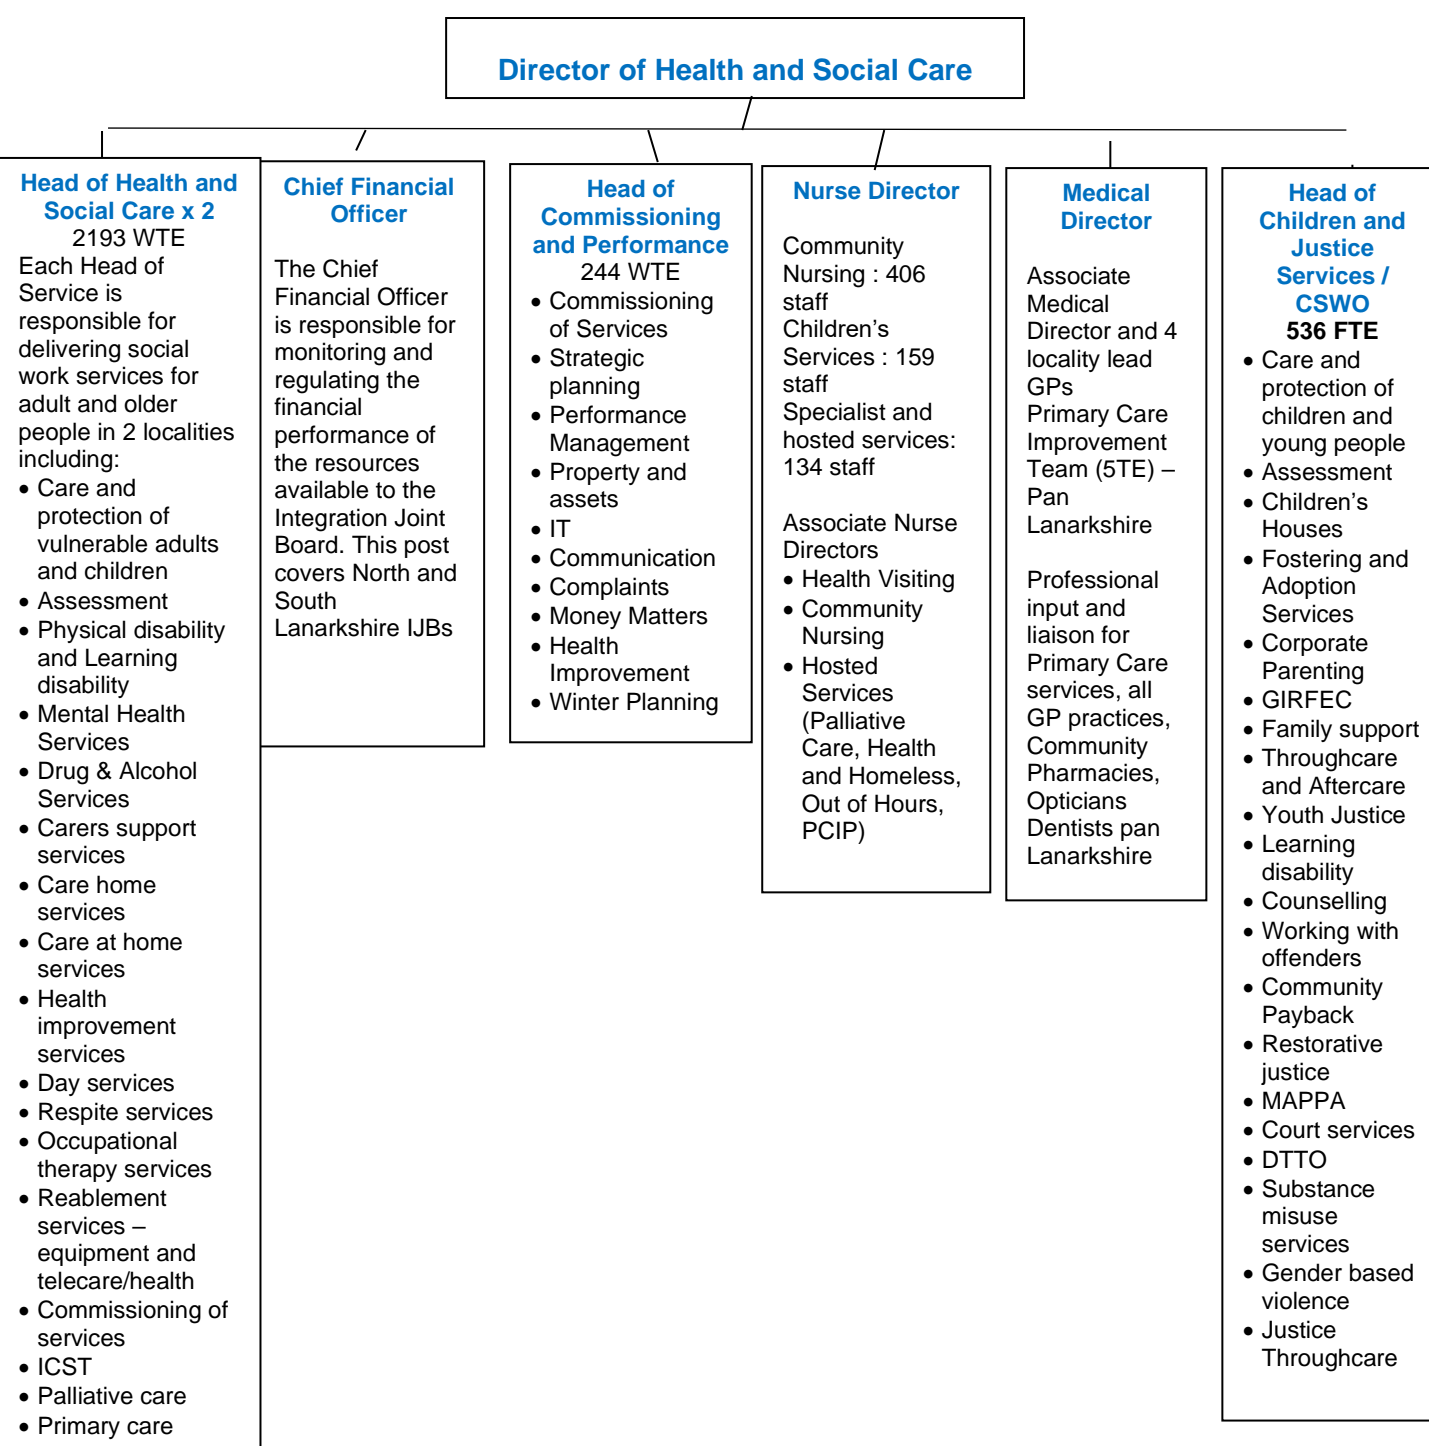 Director of Health and Social Care
Head of Health and
Social Care x 2
2193 WTE
Each Head of
Service is
responsible for
delivering social
work services for
adult and older
people in 2 localities
including:
• Care and
protection of
vulnerable adults
and children
• Assessment
• Physical disability
and Learning
disability
• Mental Health
Services
• Drug & Alcohol
Services
• Carers support
services
• Care home
services
• Care at home
services
• Health
improvement
services
• Day services
• Respite services
• Occupational
therapy services
• Reablement
services –
equipment and
telecare/health
• Commissioning of
services
• ICST
• Palliative care
• Primary care
Chief Financial
Officer
The Chief
Financial Officer
is responsible for
monitoring and
regulating the
financial
performance of
the resources
available to the
Integration Joint
Board. This post
covers North and
South
Lanarkshire IJBs
Head of
Commissioning
and Performance
244 WTE
• Commissioning
of Services
• Strategic
planning
• Performance
Management
• Property and
assets
• IT
• Communication
• Complaints
• Money Matters
• Health
Improvement
• Winter Planning
Nurse Director
Community
Nursing : 406
staff
Children's
Services : 159
staff
Specialist and
hosted services:
134 staff
Associate Nurse
Directors
• Health Visiting
• Community
Nursing
• Hosted
Services
(Palliative
Care, Health
and Homeless,
Out of Hours,
PCIP)
Medical
Director
Associate
Medical
Director and 4
locality lead
GPs
Primary Care
Improvement
Team (5TE) –
Pan
Lanarkshire
Professional
input and
liaison for
Primary Care
services, all
GP practices,
Community
Pharmacies,
Opticians
Dentists pan
Lanarkshire
Head of
Children and
Justice
Services /
CSWO
536 FTE
• Care and
protection of
children and
young people
• Assessment
• Children's
Houses
• Fostering and
Adoption
Services
• Corporate
Parenting
• GIRFEC
• Family support
• Throughcare
and Aftercare
• Youth Justice
• Learning
disability
• Counselling
• Working with
offenders
• Community
Payback
• Restorative
justice
• MAPPA
• Court services
• DTTO
• Substance
misuse
services
• Gender based
violence
• Justice
Throughcare